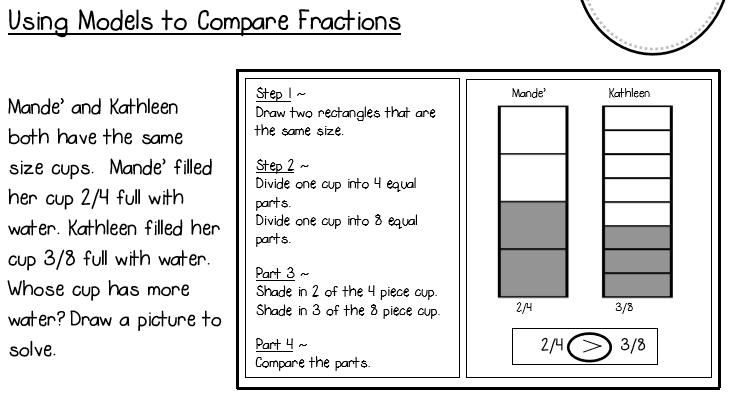 Using Models to Compare Fractions
Mande' and Kathleen
both have the same
size cups.  Mande' filled
her cup 2/4 full with
water. Kathleen filled her
cup 3/8 full with water.
Whose cup has more
water? Draw a picture to
solve.
Step 1 ~
Draw two rectangles that are
the same size.
Step 2 ~
Divide one cup into 4 equal
parts.
Divide one cup into 8 equal
parts.
Part 3 ~
Shade in 2 of the 4 piece cup.
Shade in 3 of the 8 piece cup.
Part 4 ~
Compare the parts.
Mande' Kathleen
2/4 3/8
2/4 > 3/8